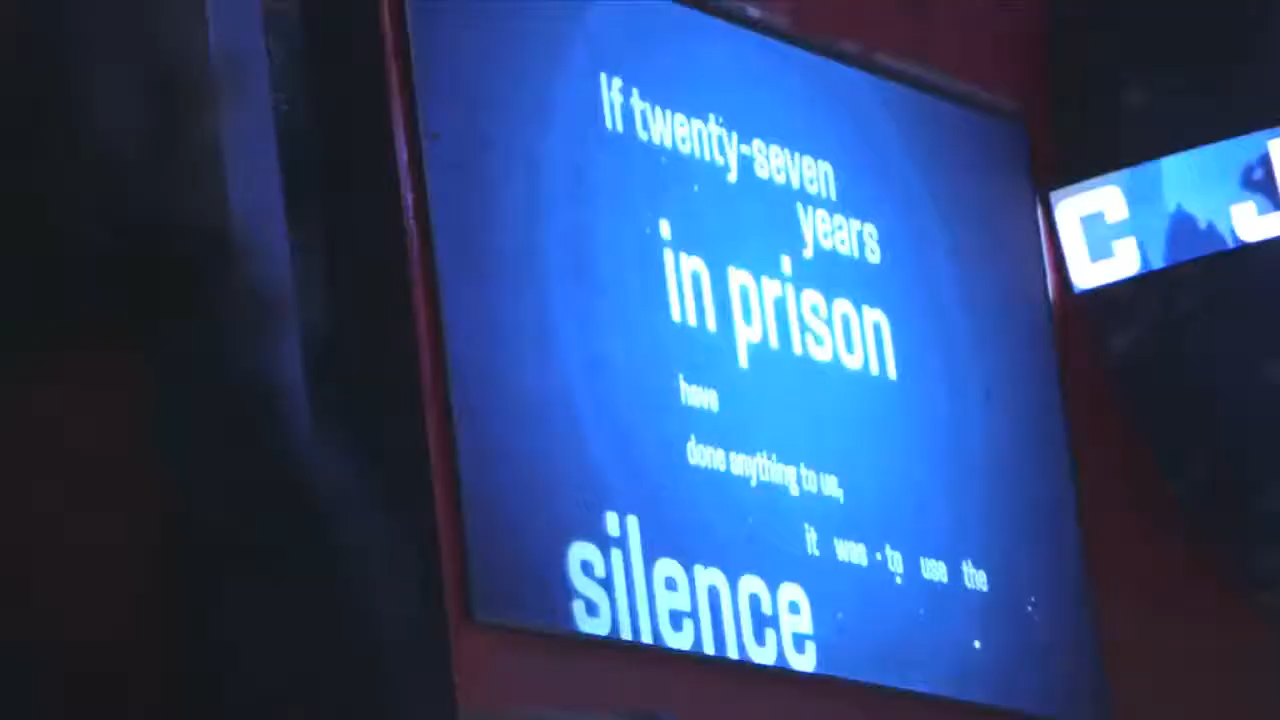 If twenty-seven
years
in prison
have
done anything to us,
it was to use the
silence
C J